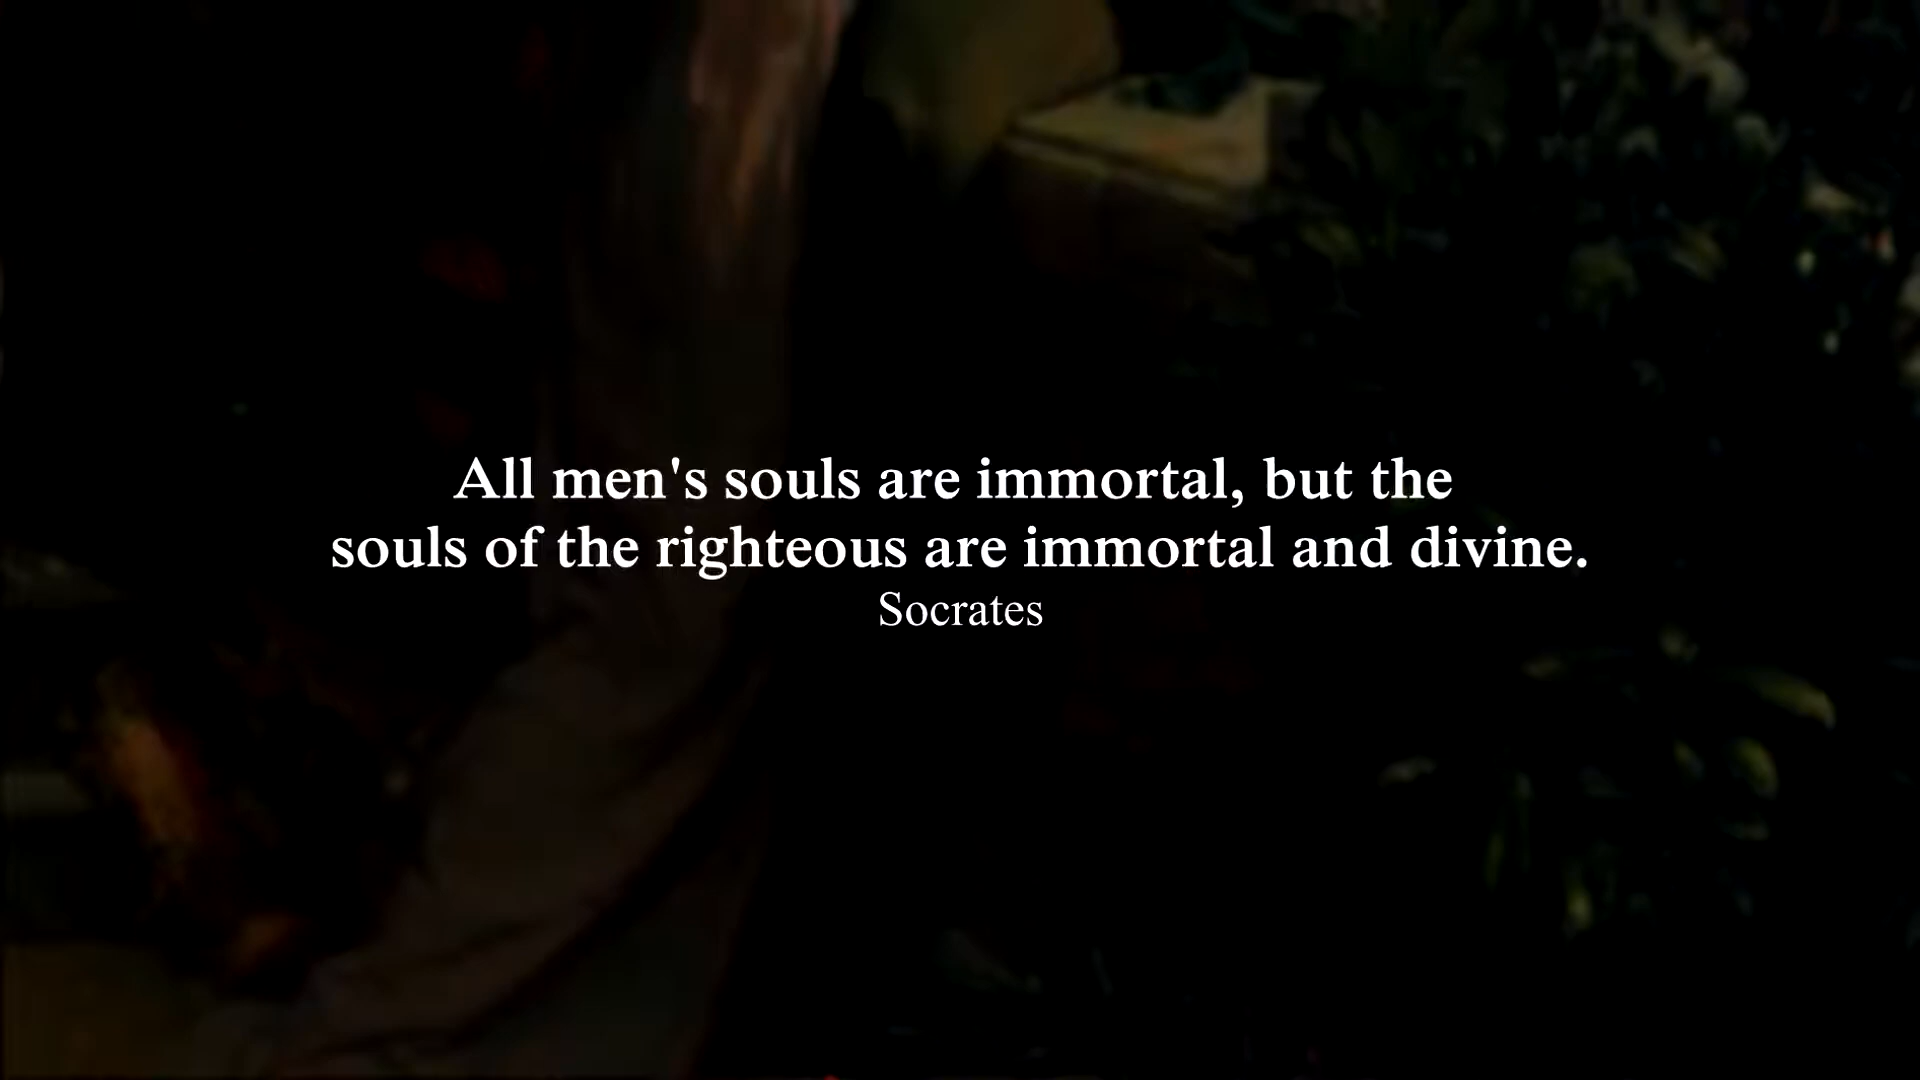 All men's souls are immortal, but the
souls of the righteous are immortal and divine.
Socrates